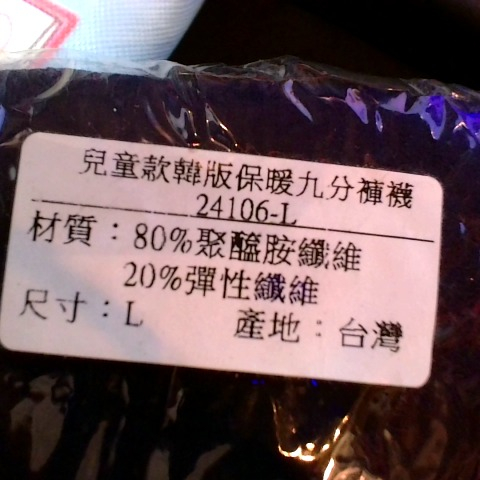 兒童款韓版保暖九分褲襪
24106-L
材質：80%聚醯胺纖維
20%彈性纖維
尺寸：L 產地：台灣